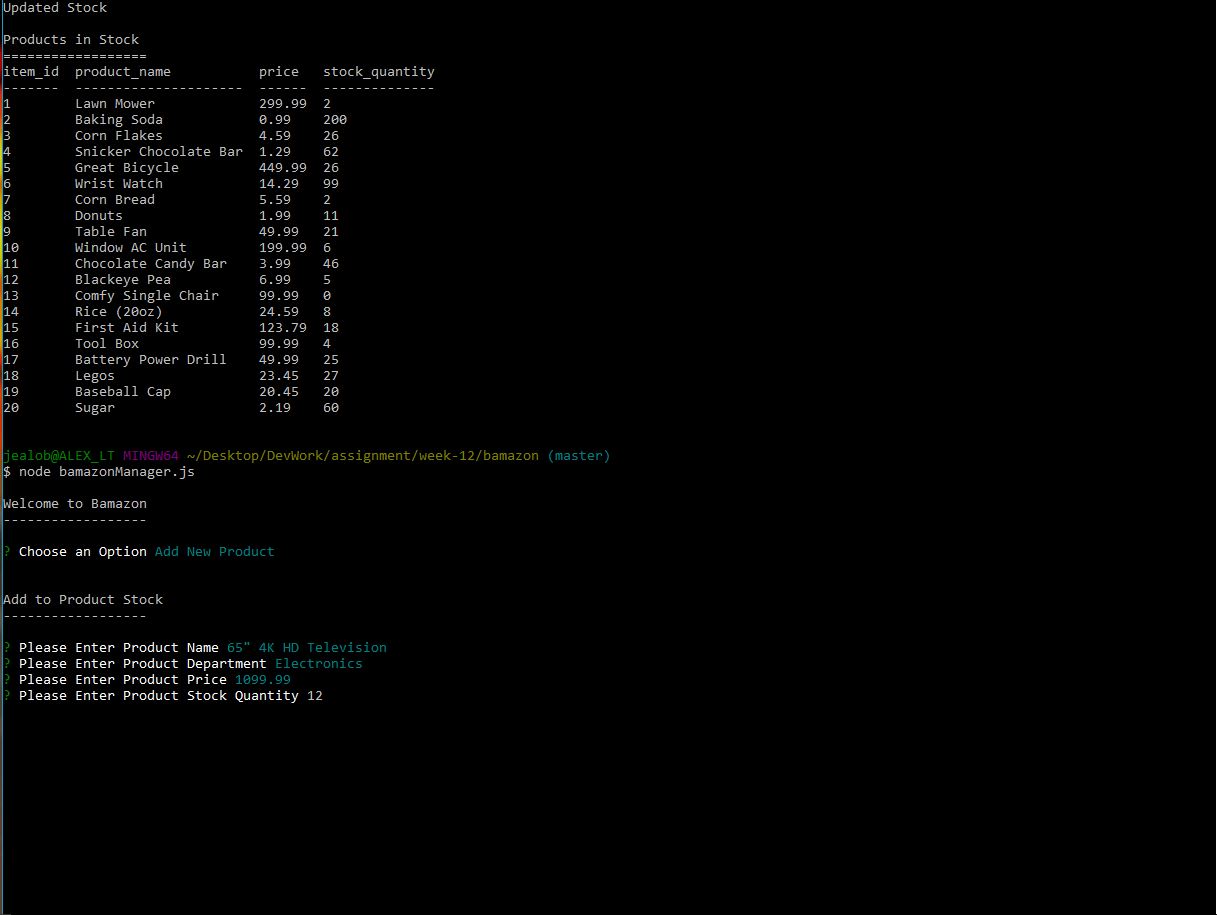 Updated Stock
Products in Stock
==================
item_id  product_name           price   stock_quantity
-------  ---------------------  ------  --------------
1        Lawn Mower             299.99  2
2        Baking Soda            0.99    200
3        Corn Flakes            4.59    26
4        Snicker Chocolate Bar  1.29    62
5        Great Bicycle          449.99  26
6        Wrist Watch            14.29   99
7        Corn Bread             5.59    2
8        Donuts                 1.99    11
9        Table Fan              49.99   21
10       Window AC Unit         199.99  6
11       Chocolate Candy Bar    3.99    46
12       Blackeye Pea           6.99    5
13       Comfy Single Chair     99.99   0
14       Rice (20oz)            24.59   8
15       First Aid Kit          123.79  18
16       Tool Box               99.99   4
17       Battery Power Drill    49.99   25
18       Legos                  23.45   27
19       Baseball Cap           20.45   20
20       Sugar                  2.19    60
jealob@ALEX_LT MINGW64 ~/Desktop/DevWork/assignment/week-12/bamazon (master)
$ node bamazonManager.js
Welcome to Bamazon
------------------
? Choose an Option Add New Product
Add to Product Stock
------------------
? Please Enter Product Name 65" 4K HD Television
? Please Enter Product Department Electronics
? Please Enter Product Price 1099.99
? Please Enter Product Stock Quantity 12